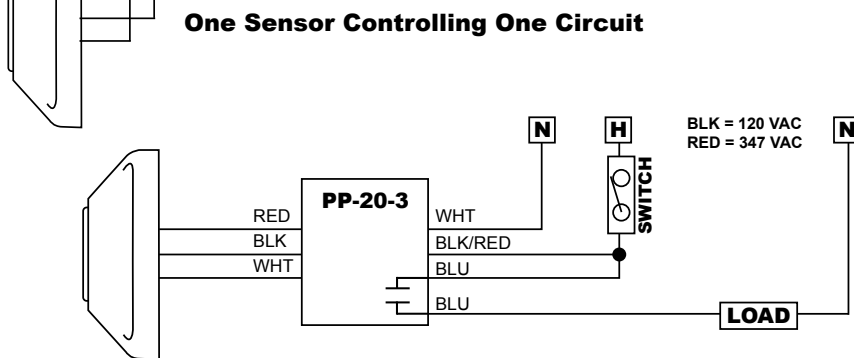 One Sensor Controlling One Circuit
N
H
BLK = 120 VAC
RED = 347 VAC
N
SWITCH
PP-20-3
RED
BLK
WHT
WHT
BLK/RED
BLU
BLU
LOAD